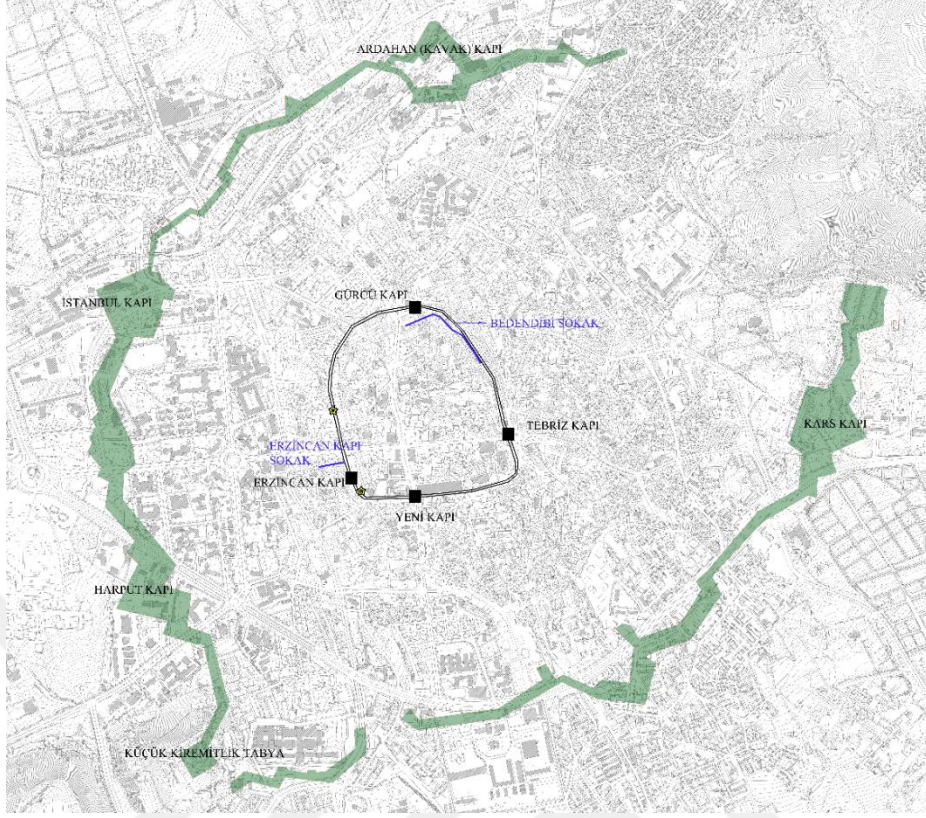 ARDAHAN (KAVAK) KAPI
İSTANBUL KAPI
GÜRCÜ KAPI
BEDENDİBİ SOKAK
TEBRİZ KAPI
KARS KAPI
ERZİNCAN KAPI
SOKAK
ERZİNCAN KAPI
YENİ KAPI
HARPUT KAPI
KÜÇÜK KİREMİTLİK TABYA